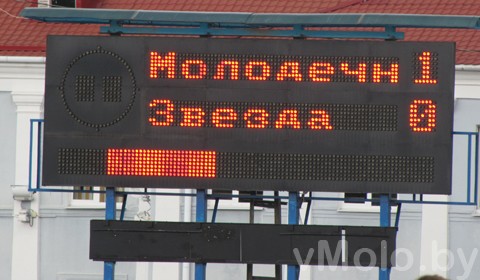 Молодечн 1
Звезда 0
vMolo.by